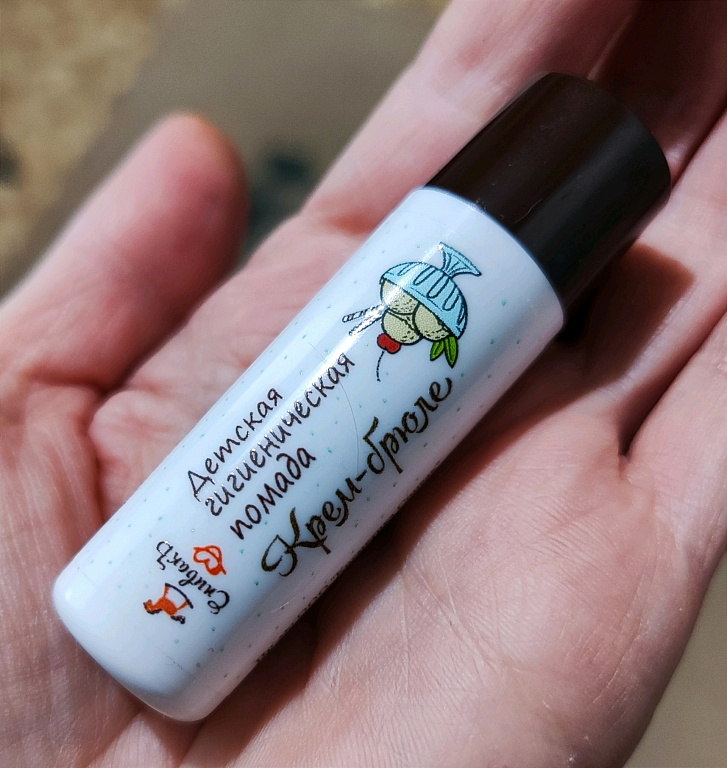 СпивакЪ
Детская
гигиеническая
помада
Крем-брюле